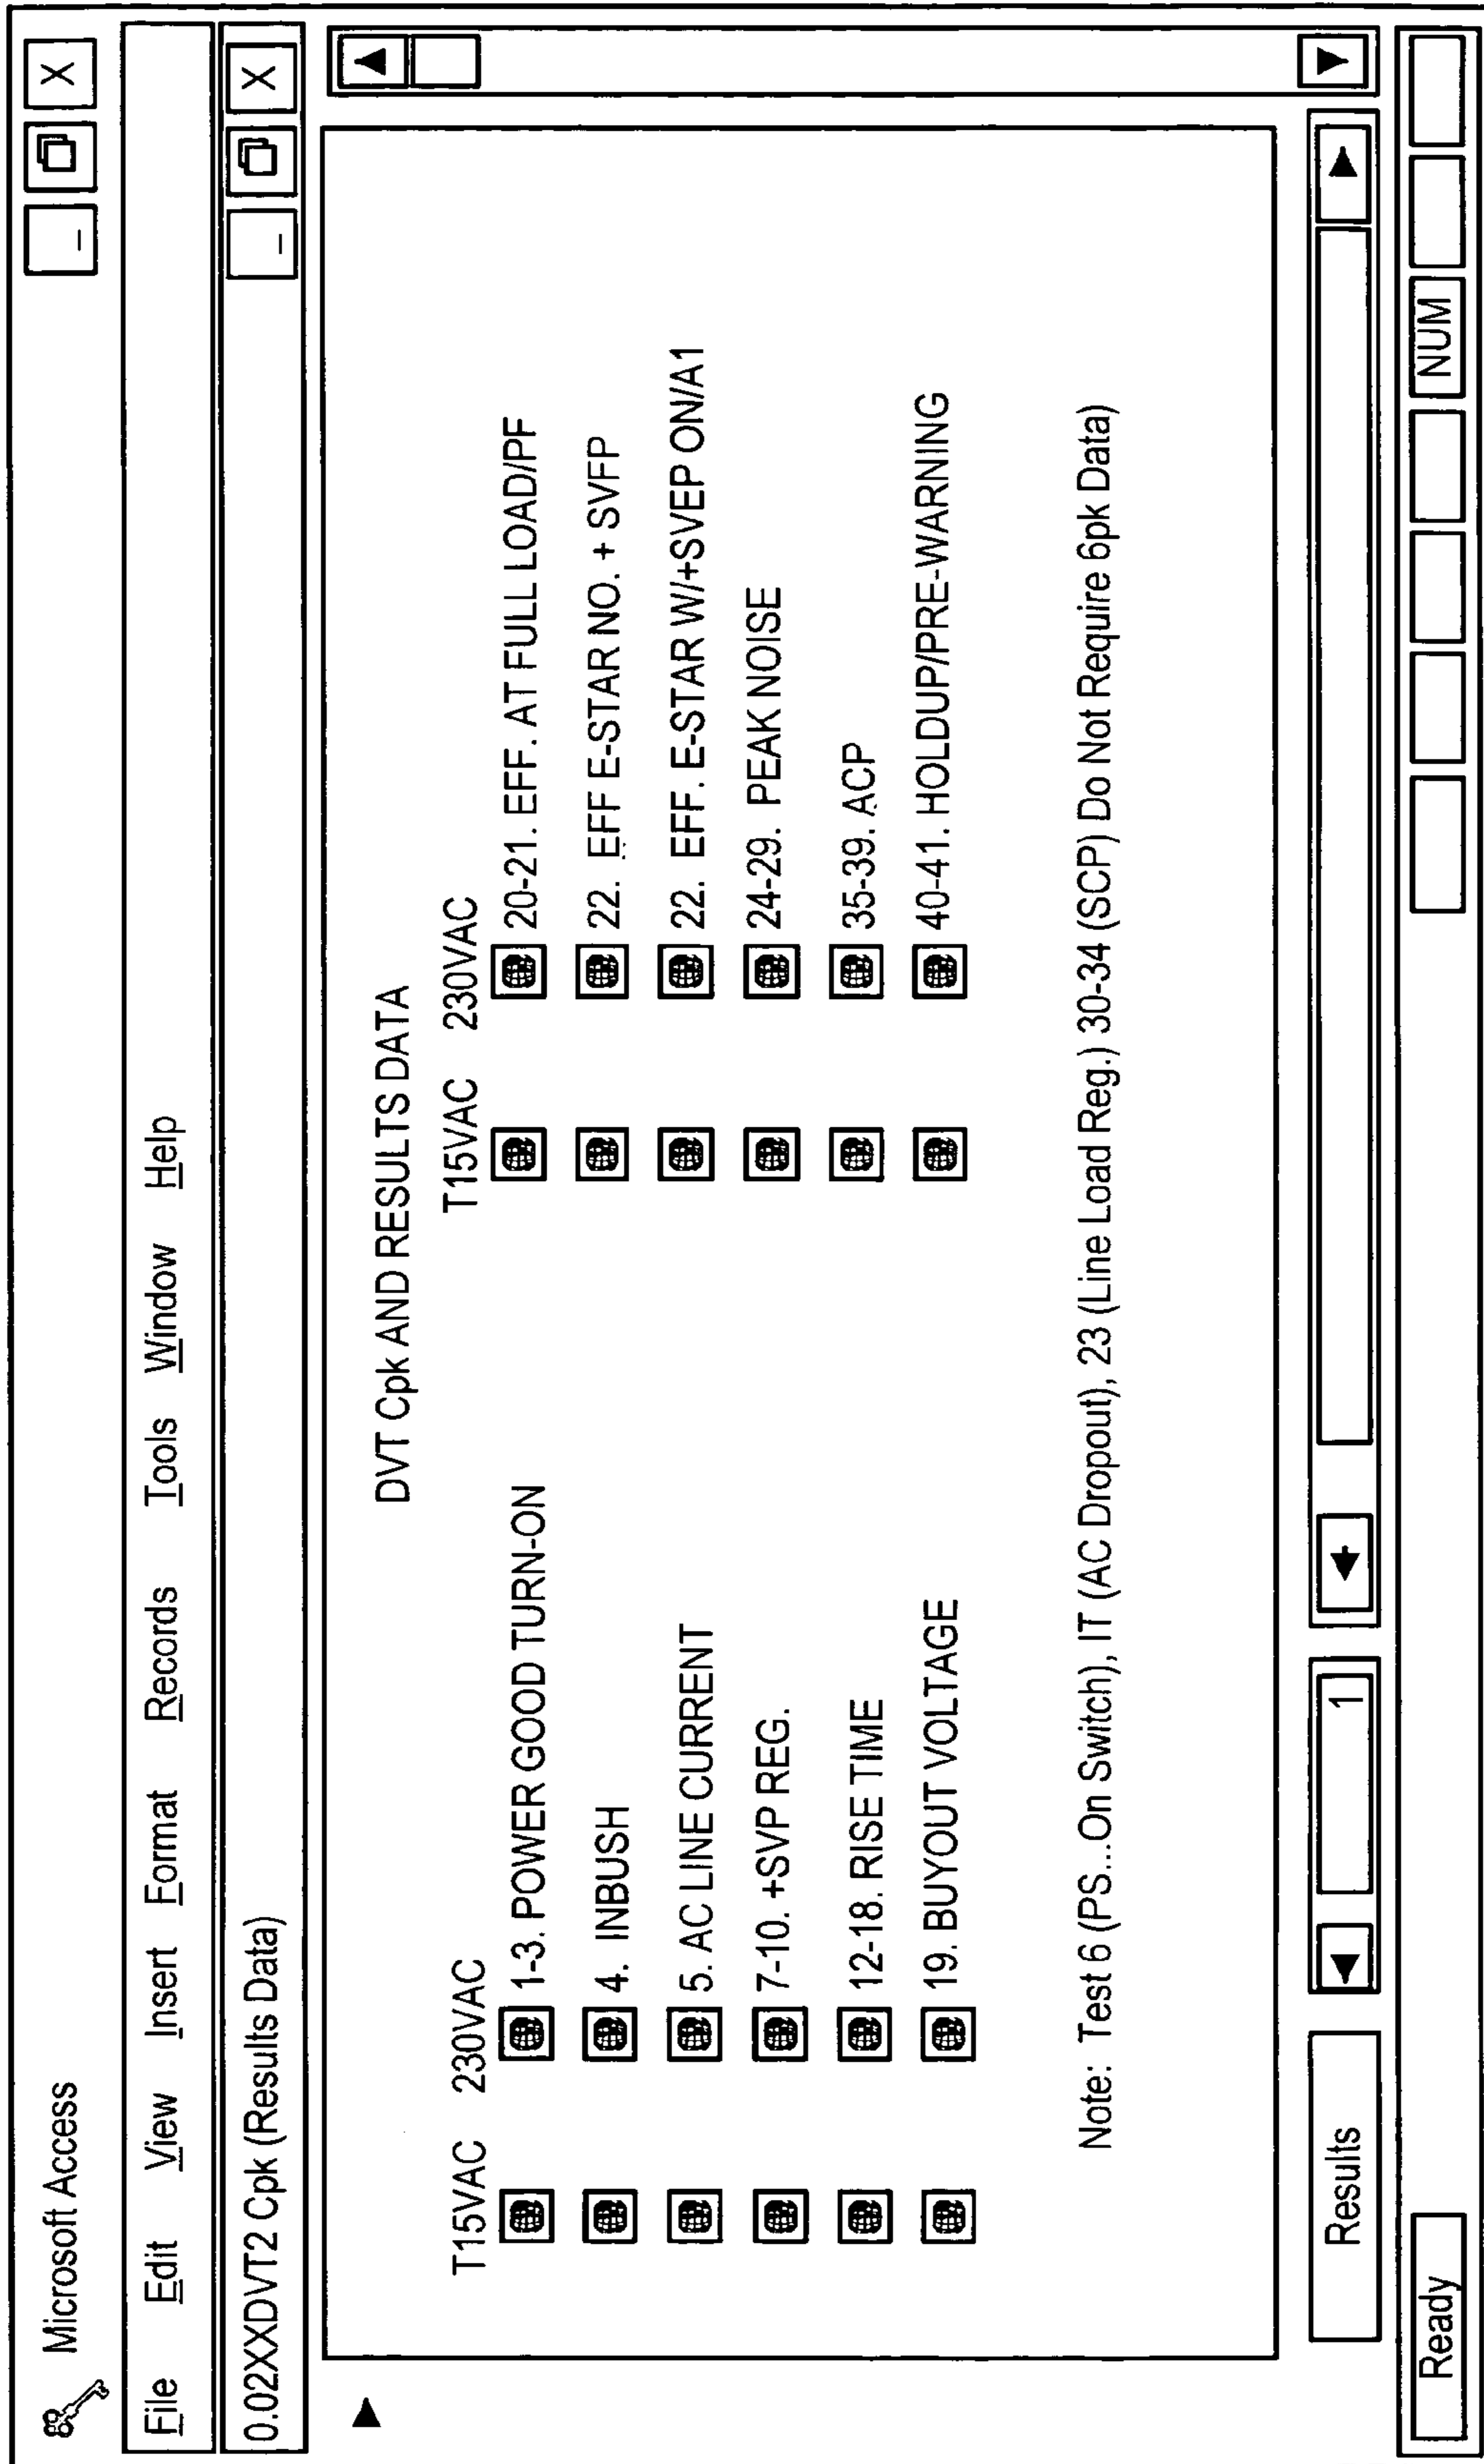 Microsoft Access
_ X
File Edit View Insert Format Records Tools Window Help
0.02XXDVT2 Cpk (Results Data)
_ X
DVT Cpk AND RESULTS DATA
T15VAC 230VAC
1-3. POWER GOOD TURN-ON
4. INBUSH
5. AC LINE CURRENT
7-10. +SVP REG.
12-18. RISE TIME
19. BUYOUT VOLTAGE
T15VAC 230VAC
20-21. EFF. AT FULL LOAD/PF
22. EFF E-STAR NO. + SVFP
22. EFF. E-STAR W/+SVEP ON/A1
24-29. PEAK NOISE
35-39. ACP
40-41. HOLDUP/PRE-WARNING
Note: Test 6 (PS...On Switch), IT (AC Dropout), 23 (Line Load Reg.) 30-34 (SCP) Do Not Require 6pk Data)
Results
1
Ready
NUM